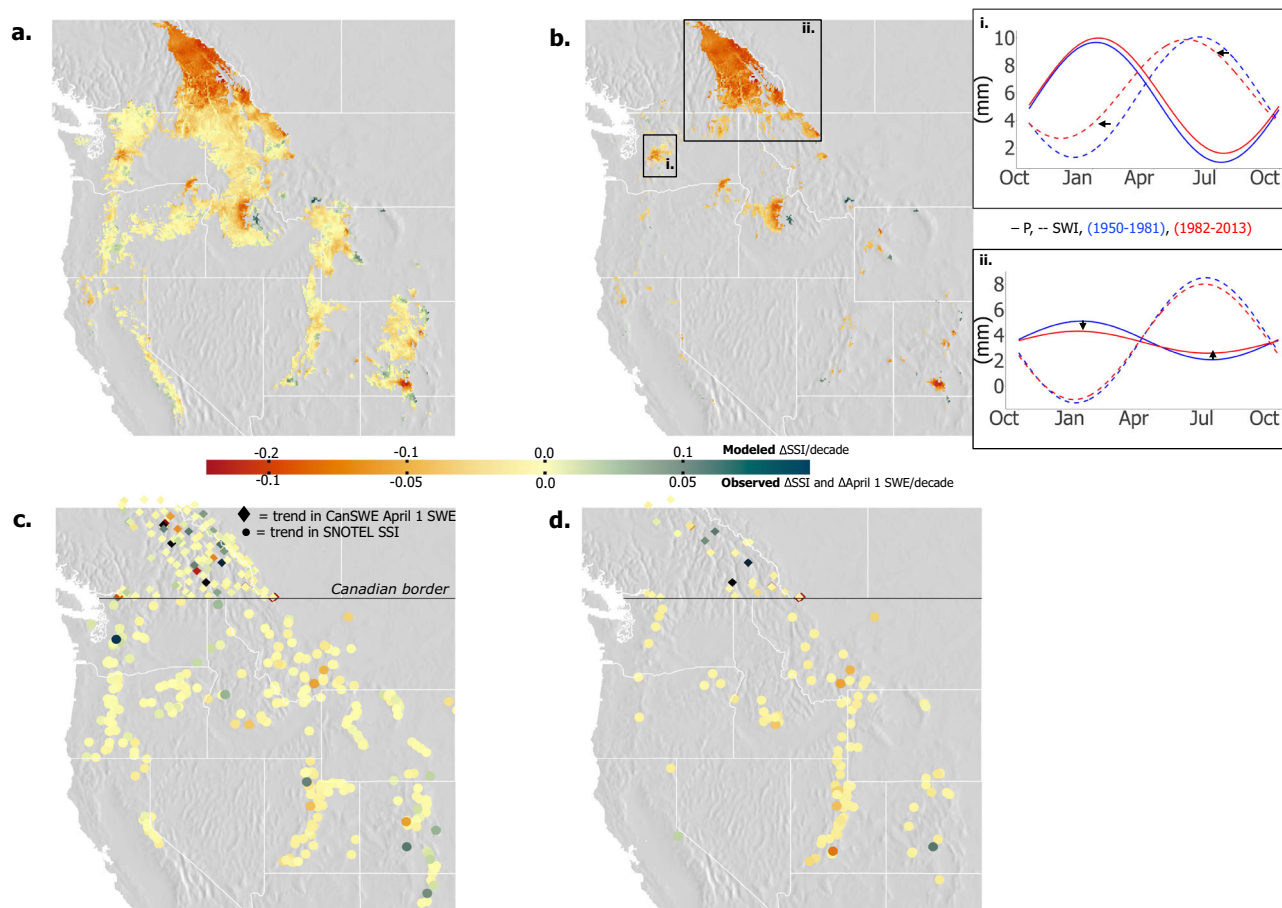 a.
b.
ii.
i.
i.
10
8
6
4
2
(mm)
Oct Jan Apr Jul Oct
– P, -- SWI, (1950-1981), (1982-2013)
ii.
8
6
4
2
0
(mm)
Oct Jan Apr Jul Oct
-0.2 -0.1 0.0 0.1 Modeled ΔSSI/decade
-0.1 -0.05 0.0 0.05 Observed ΔSSI and ΔApril 1 SWE/decade
c.
◆ = trend in CanSWE April 1 SWE
● = trend in SNOTEL SSI
Canadian border
d.